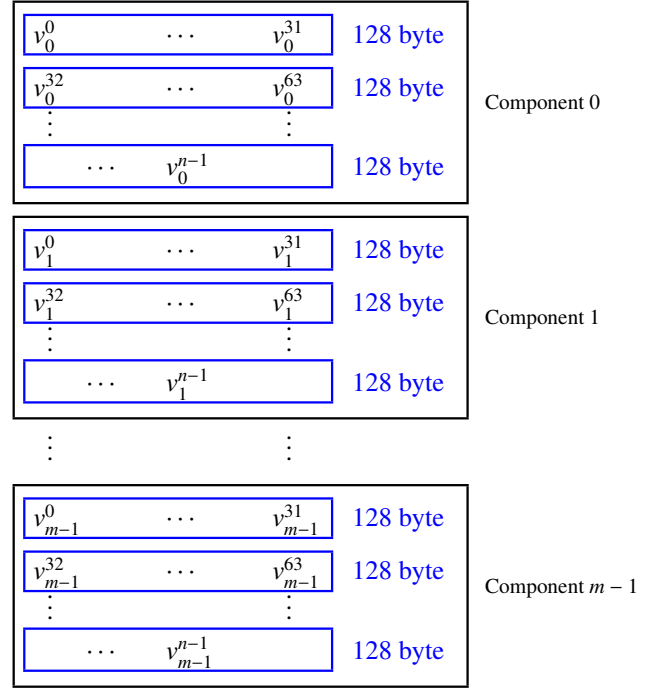 v_0^0 ··· v_0^{31} 128 byte
v_0^{32} ··· v_0^{63} 128 byte
Component 0
⋮ ⋮
··· v_0^{n−1} 128 byte
v_1^0 ··· v_1^{31} 128 byte
v_1^{32} ··· v_1^{63} 128 byte
Component 1
⋮ ⋮
··· v_1^{n−1} 128 byte
⋮ ⋮
v_{m−1}^0 ··· v_{m−1}^{31} 128 byte
v_{m−1}^{32} ··· v_{m−1}^{63} 128 byte
Component m − 1
⋮ ⋮
··· v_{m−1}^{n−1} 128 byte